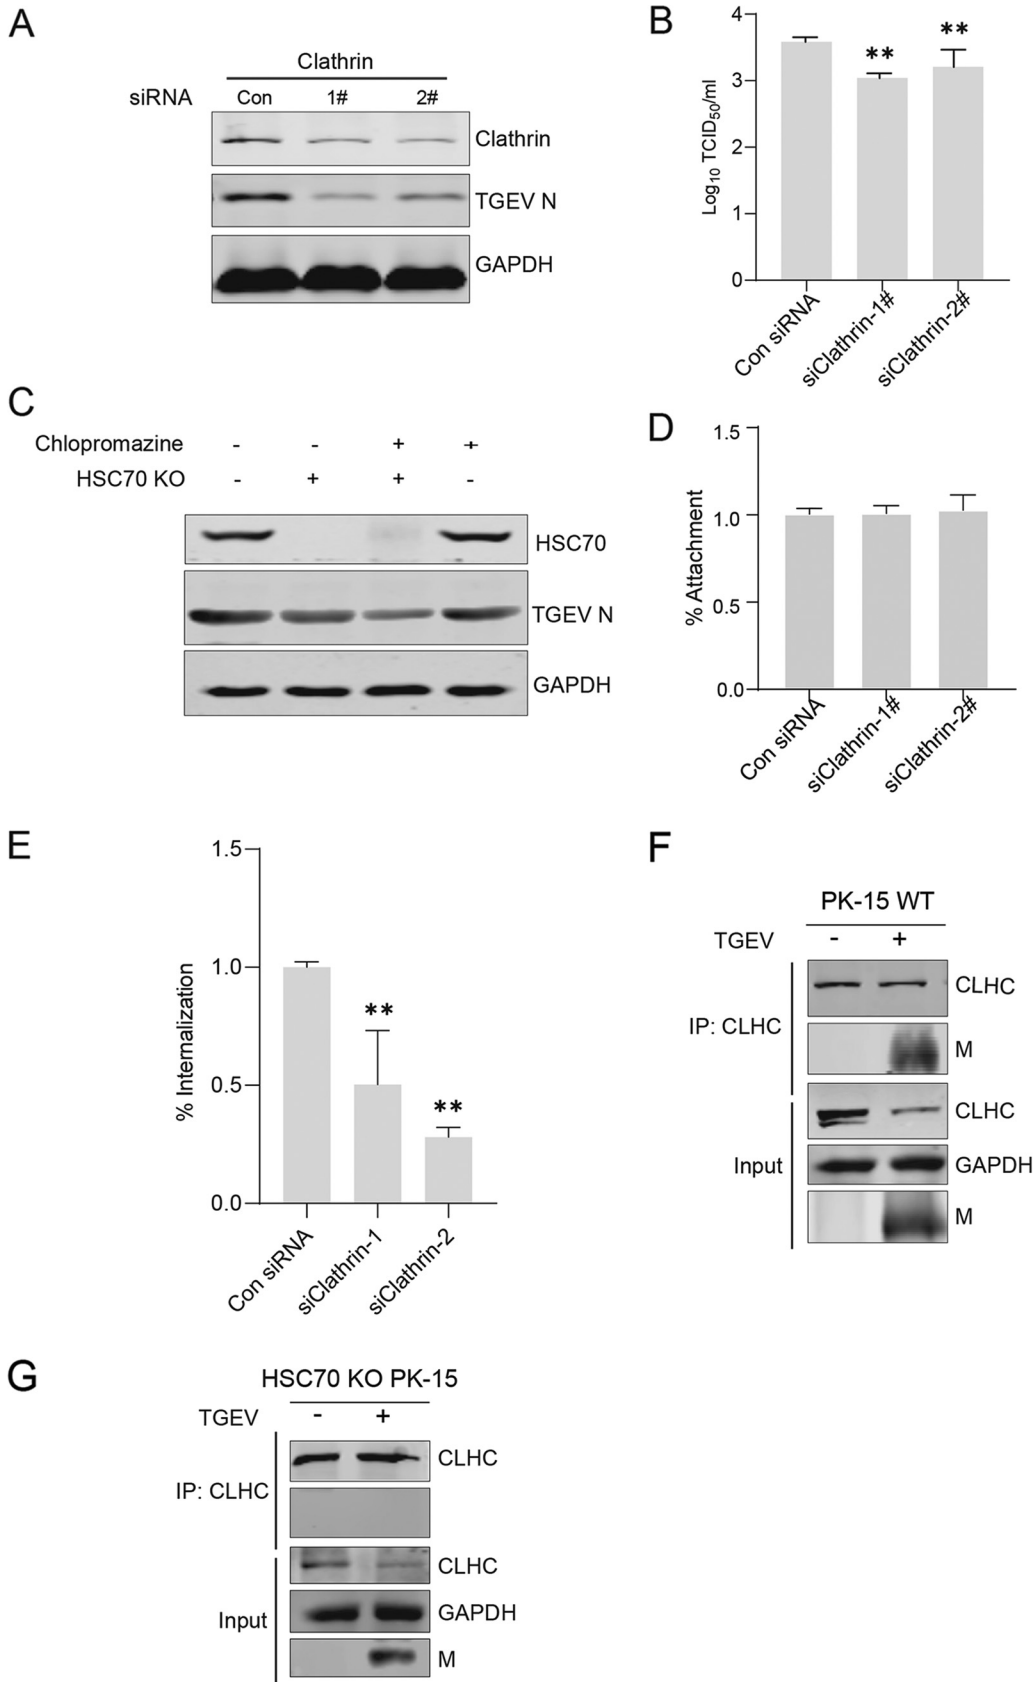 A
Clathrin
siRNA Con 1# 2#
Clathrin
TGEV N
GAPDH
B
Log10 TCID50/ml
4
3
2
1
0
** **
Con siRNA
siClathrin-1#
siClathrin-2#
C
Chlopromazine - - + +
HSC70 KO - + + -
HSC70
TGEV N
GAPDH
D
% Attachment
1.5
1.0
0.5
0.0
Con siRNA
siClathrin-1#
siClathrin-2#
E
% Internalization
1.5
1.0
0.5
0.0
**
**
Con siRNA
siClathrin-1
siClathrin-2
F
PK-15 WT
TGEV - +
IP: CLHC
CLHC
M
Input
CLHC
GAPDH
M
G
HSC70 KO PK-15
TGEV - +
IP: CLHC
CLHC
Input
CLHC
GAPDH
M